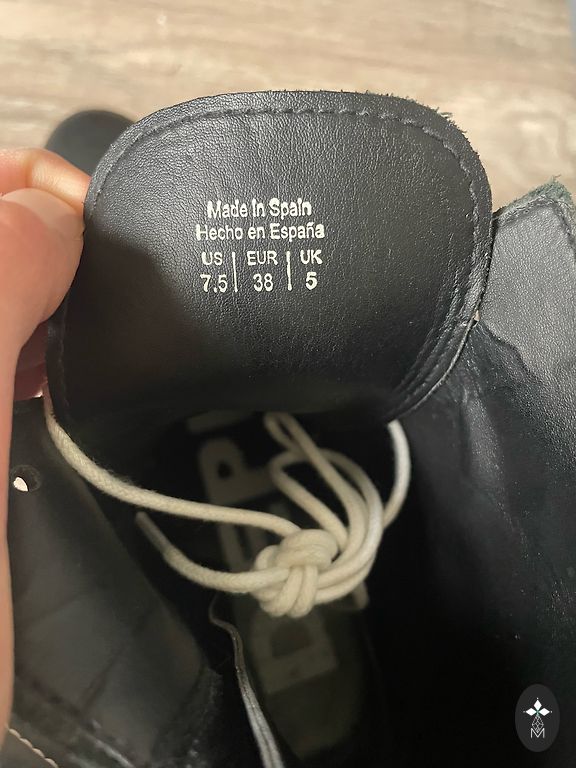 Made in Spain
Hecho en España
US | EUR | UK
7.5 | 38 | 5